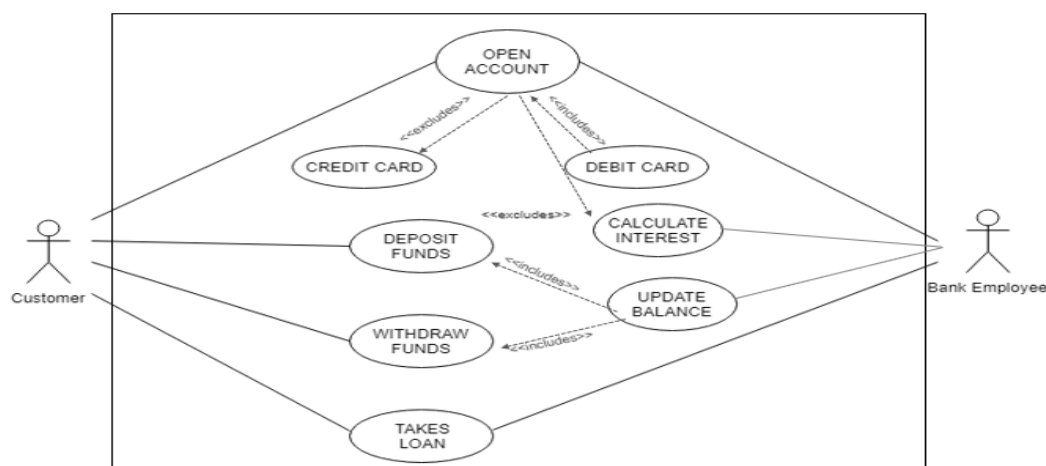 OPEN
ACCOUNT
<<excludes>>
<<includes>>
CREDIT CARD
DEBIT CARD
<<excludes>>
CALCULATE
INTEREST
DEPOSIT
FUNDS
<<includes>>
Customer
Bank Employee
UPDATE
BALANCE
WITHDRAW
FUNDS
<<includes>>
TAKES
LOAN